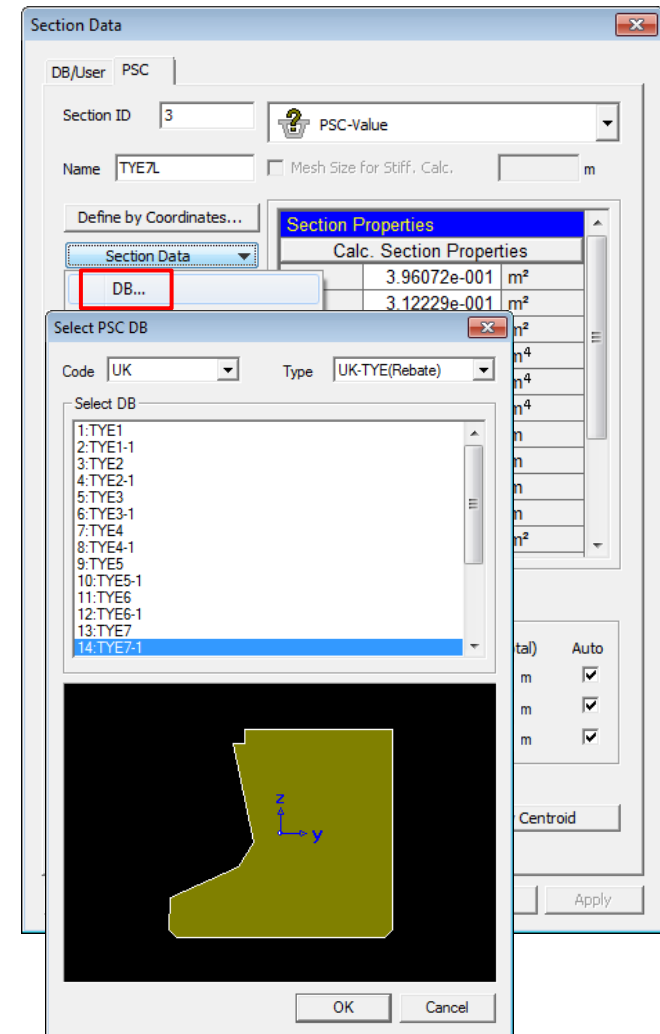 Section Data
DB/User PSC
Section ID 3 PSC-Value
Name TYE7L Mesh Size for Stiff. Calc. m
Define by Coordinates... Section Properties
Section Data Calc. Section Properties
DB... 3.96072e-001 m²
3.12229e-001 m²
Select PSC DB m²
Code UK Type UK-TYE(Rebate)
Select DB
1:TYE1
2:TYE1-1
3:TYE2
4:TYE2-1
5:TYE3
6:TYE3-1
7:TYE4
8:TYE4-1
9:TYE5
10:TYE5-1
11:TYE6
12:TYE6-1
13:TYE7
14:TYE7-1
Auto
m
m
m
z
y
Centroid
Apply
OK Cancel